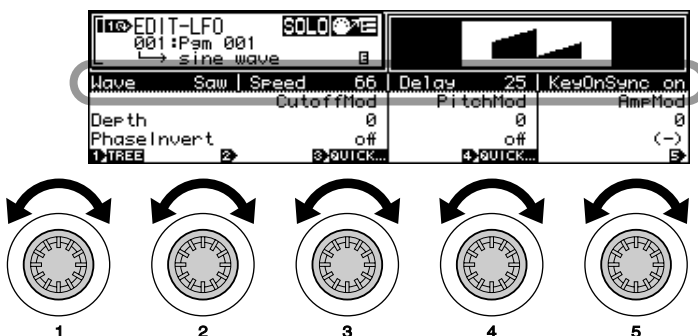 EDIT-LFO SOLO
001:Pgm 001
sine wave E
Wave Saw | Speed 66 | Delay 25 | KeyOnSync on
CutoffMod PitchMod AmpMod
Depth 0 0 0
PhaseInvert off off (-)
1 TREE 2 3 QUICK... 4 QUICK... 5
1 2 3 4 5